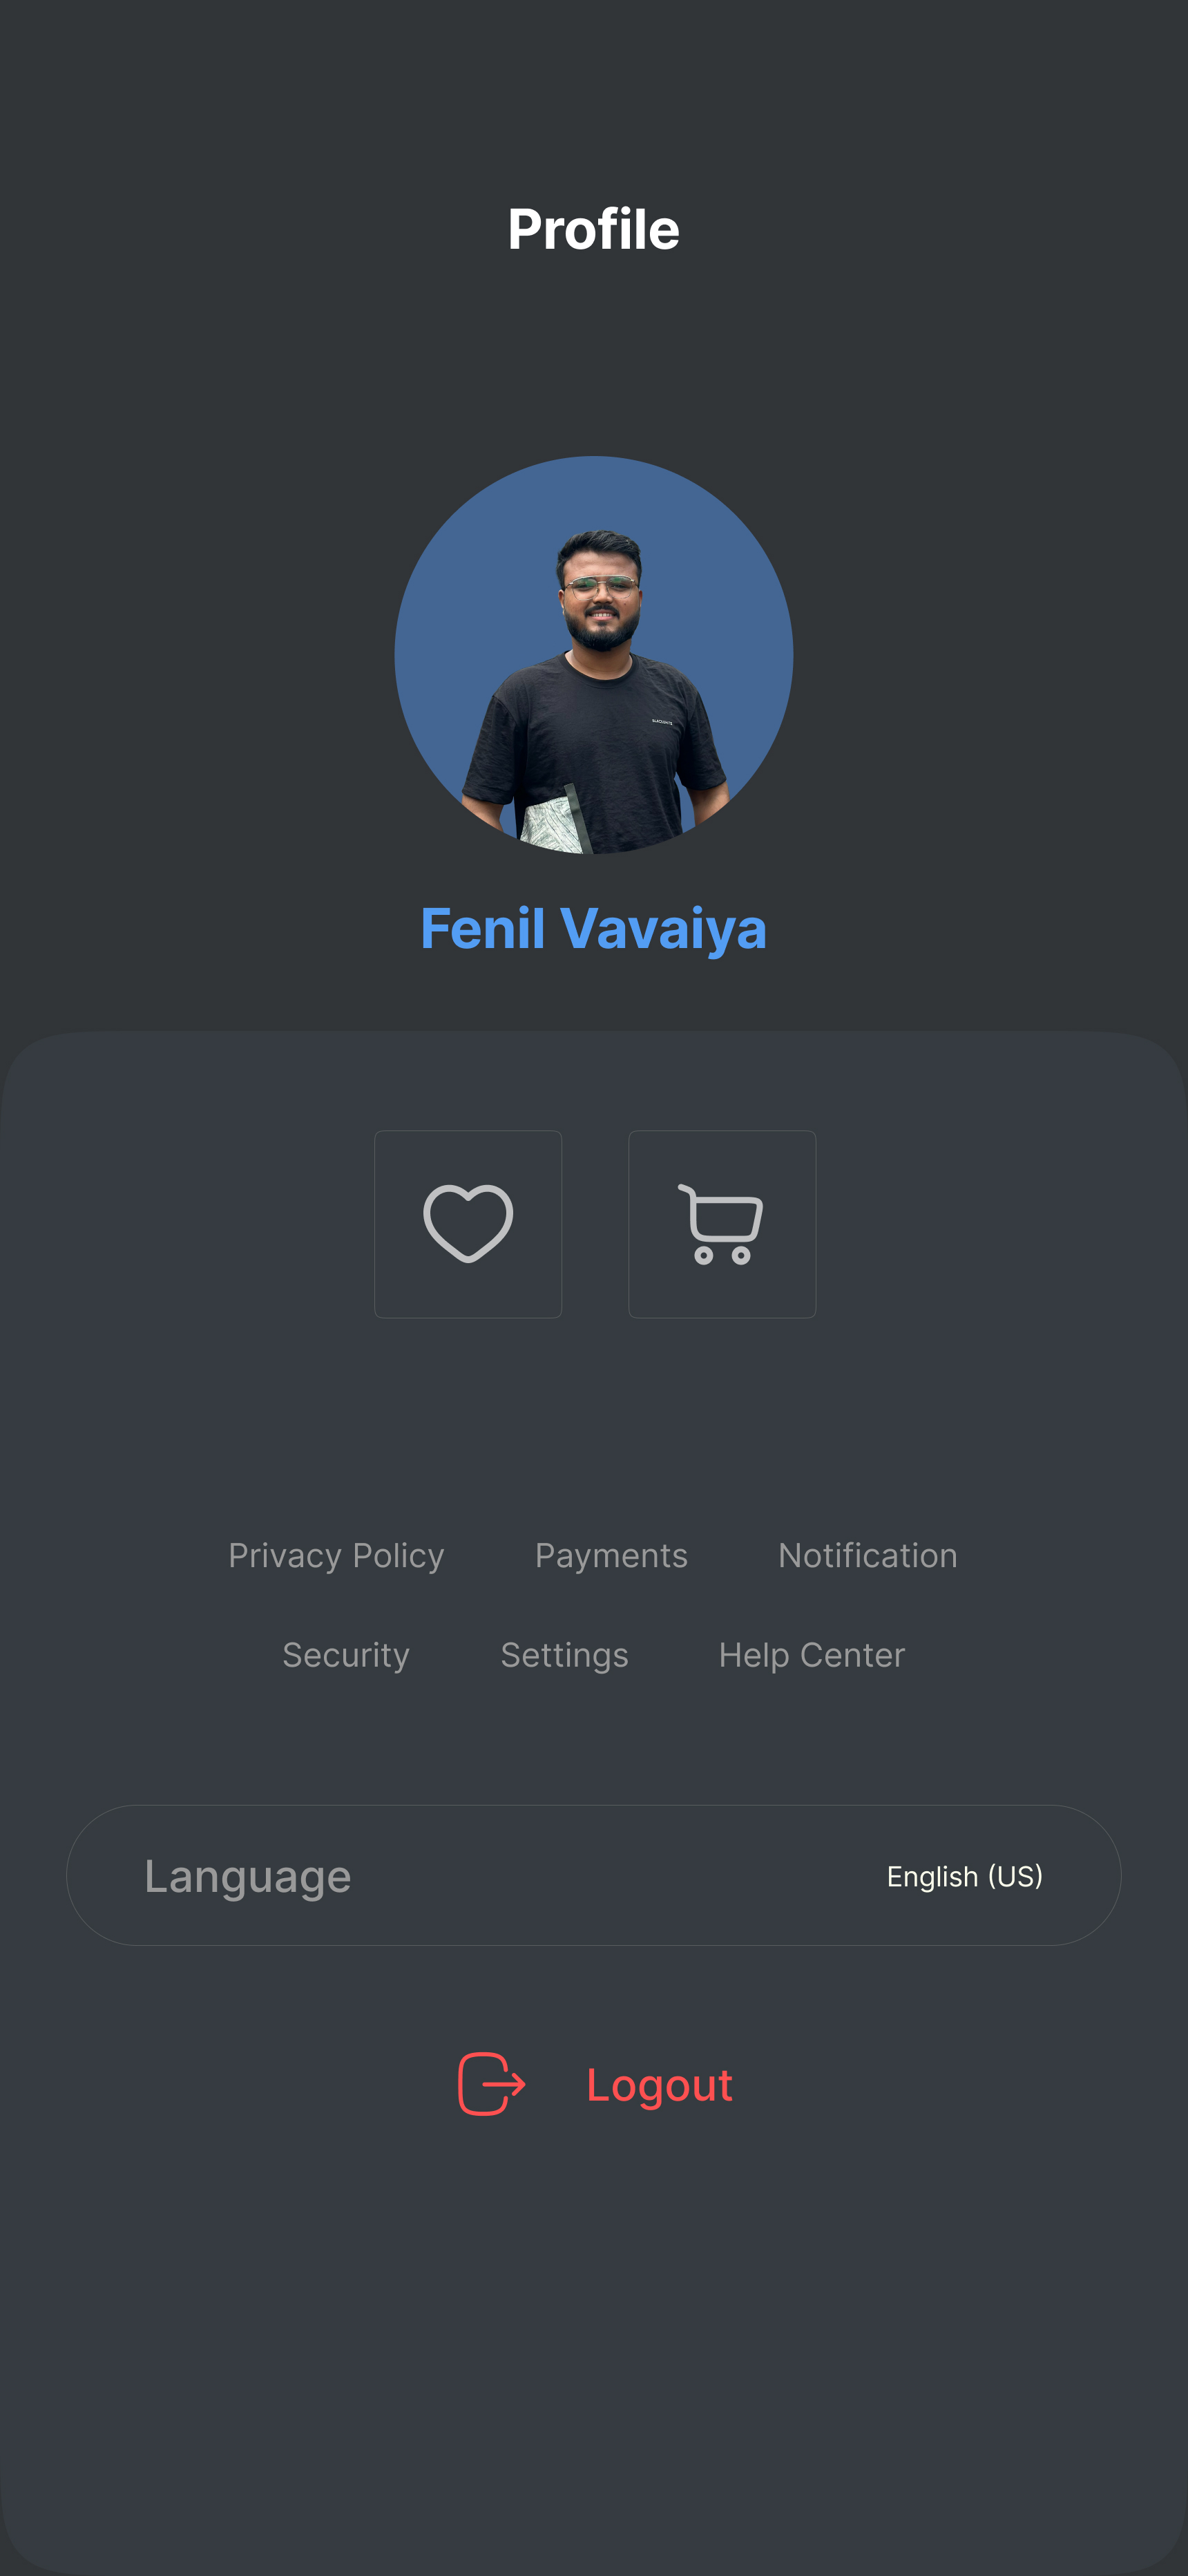 Profile
Fenil Vavaiya
Privacy Policy Payments Notification
Security Settings Help Center
Language English (US)
Logout